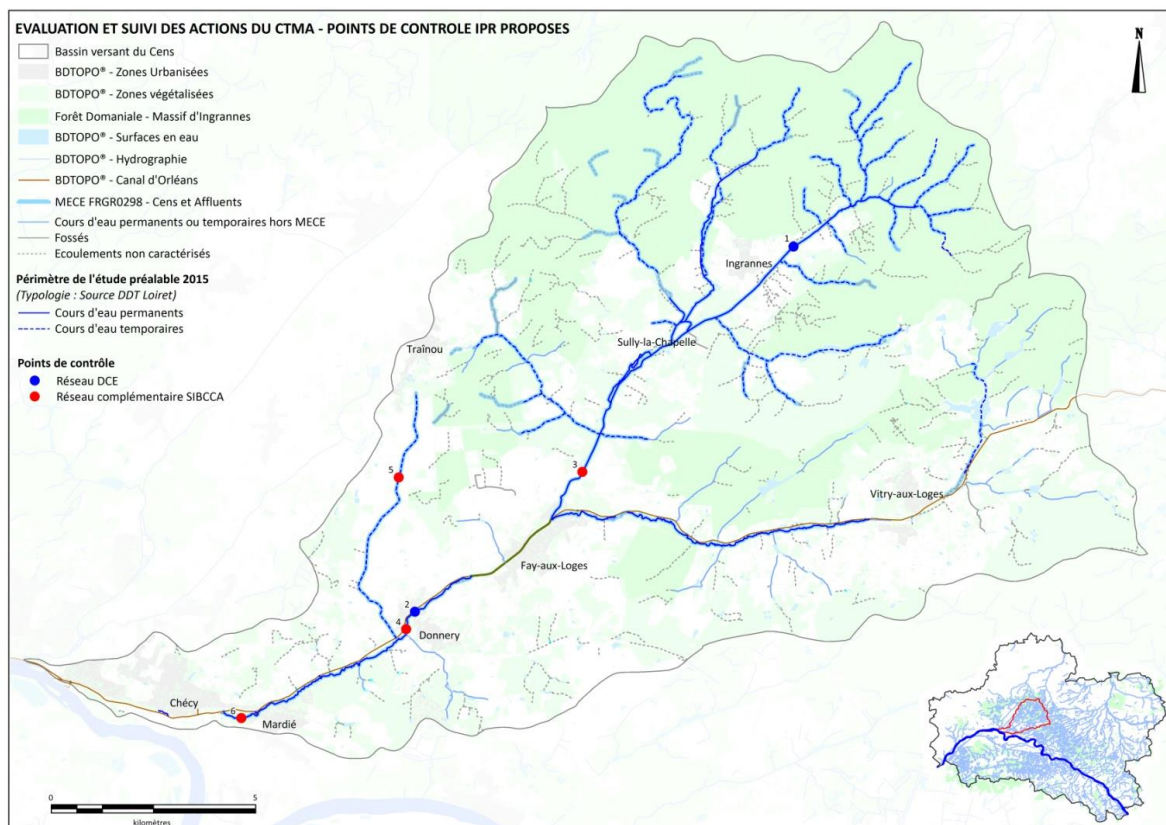 EVALUATION ET SUIVI DES ACTIONS DU CTMA - POINTS DE CONTROLE IPR PROPOSES
N
Bassin versant du Cens
BDTOPO® - Zones Urbanisées
BDTOPO® - Zones végétalisées
Forêt Domaniale - Massif d'Ingrannes
BDTOPO® - Surfaces en eau
BDTOPO® - Hydrographie
BDTOPO® - Canal d'Orléans
MECE FRGR0298 - Cens et Affluents
Cours d'eau permanents ou temporaires hors MECE
Fossés
Ecoulements non caractérisés
Périmètre de l'étude préalable 2015
(Typologie : Source DDT Loiret)
Cours d'eau permanents
Cours d'eau temporaires
Points de contrôle
Réseau DCE
Réseau complémentaire SIBCCA
1
Ingrannes
Sully-la-Chapelle
Traînou
3
5
Vitry-aux-Loges
Fay-aux-Loges
2
4
Donnery
Chécy
6
Mardié
0 5
kilomètres